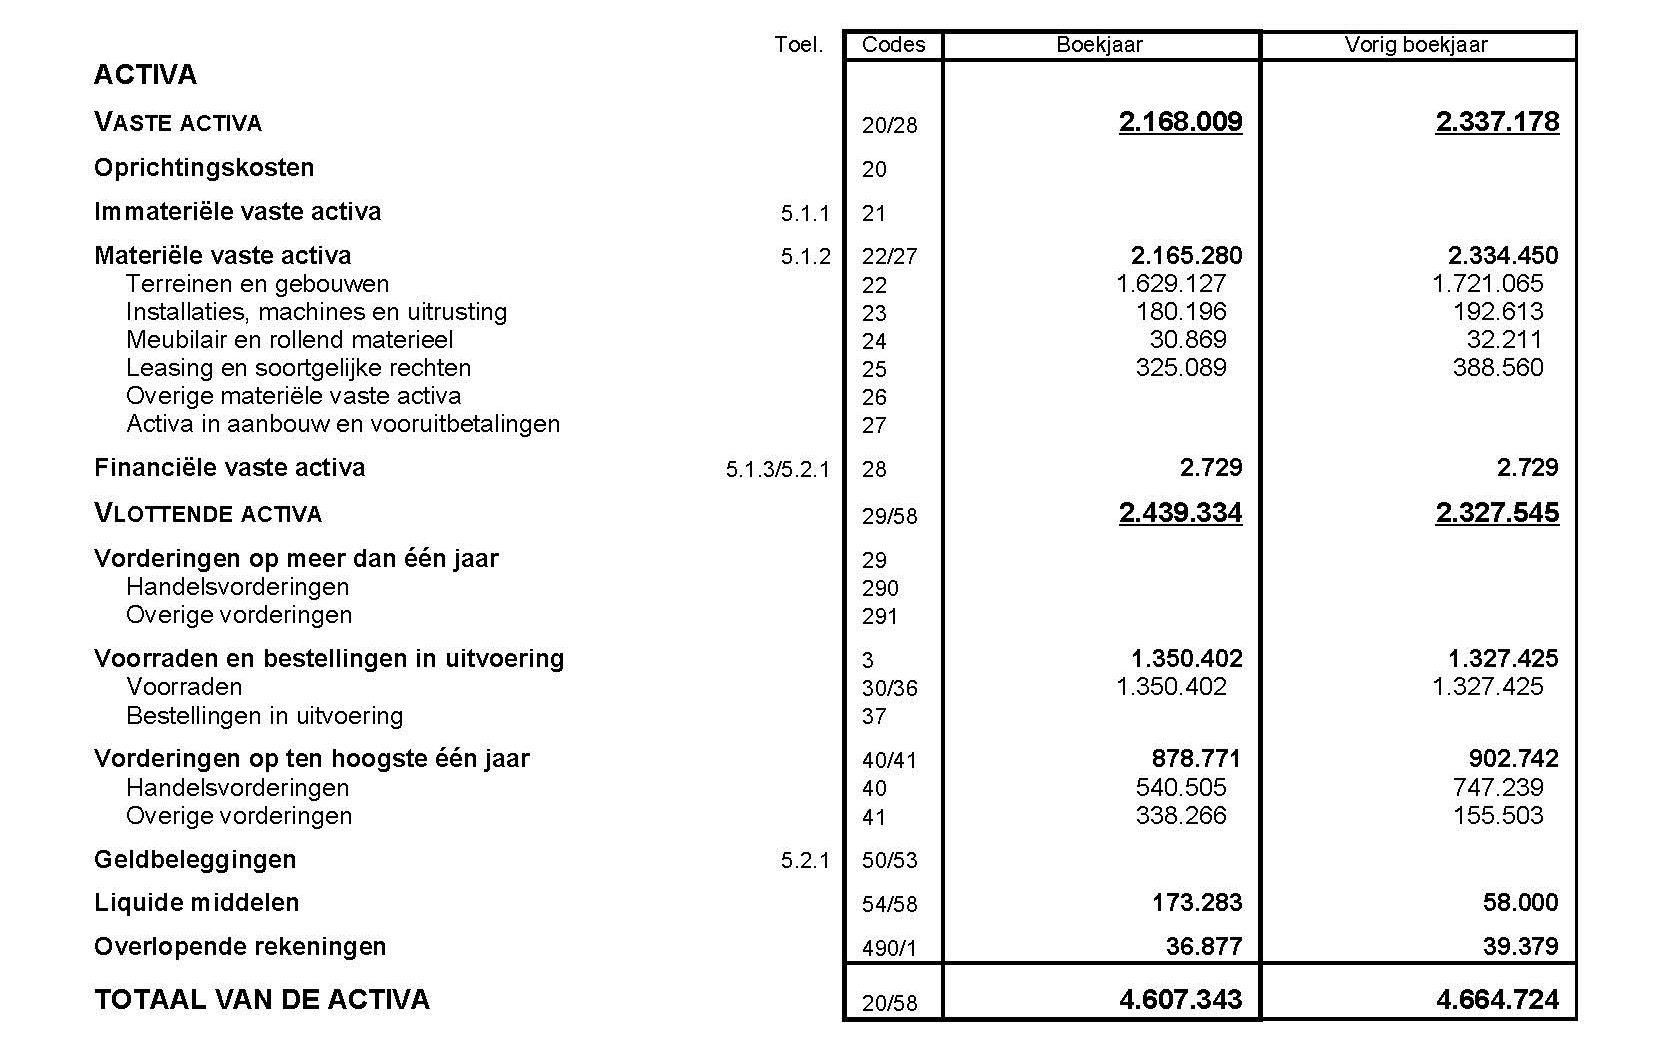 Toel. Codes Boekjaar Vorig boekjaar
ACTIVA
VASTE ACTIVA 20/28 2.168.009 2.337.178
Oprichtingskosten 20
Immateriële vaste activa 5.1.1 21
Materiële vaste activa 5.1.2 22/27 2.165.280 2.334.450
Terreinen en gebouwen 22 1.629.127 1.721.065
Installaties, machines en uitrusting 23 180.196 192.613
Meubilair en rollend materieel 24 30.869 32.211
Leasing en soortgelijke rechten 25 325.089 388.560
Overige materiële vaste activa 26
Activa in aanbouw en vooruitbetalingen 27
Financiële vaste activa 5.1.3/5.2.1 28 2.729 2.729
VLOTTENDE ACTIVA 29/58 2.439.334 2.327.545
Vorderingen op meer dan één jaar 29
Handelsvorderingen 290
Overige vorderingen 291
Voorraden en bestellingen in uitvoering 3 1.350.402 1.327.425
Voorraden 30/36 1.350.402 1.327.425
Bestellingen in uitvoering 37
Vorderingen op ten hoogste één jaar 40/41 878.771 902.742
Handelsvorderingen 40 540.505 747.239
Overige vorderingen 41 338.266 155.503
Geldbeleggingen 5.2.1 50/53
Liquide middelen 54/58 173.283 58.000
Overlopende rekeningen 490/1 36.877 39.379
TOTAAL VAN DE ACTIVA 20/58 4.607.343 4.664.724